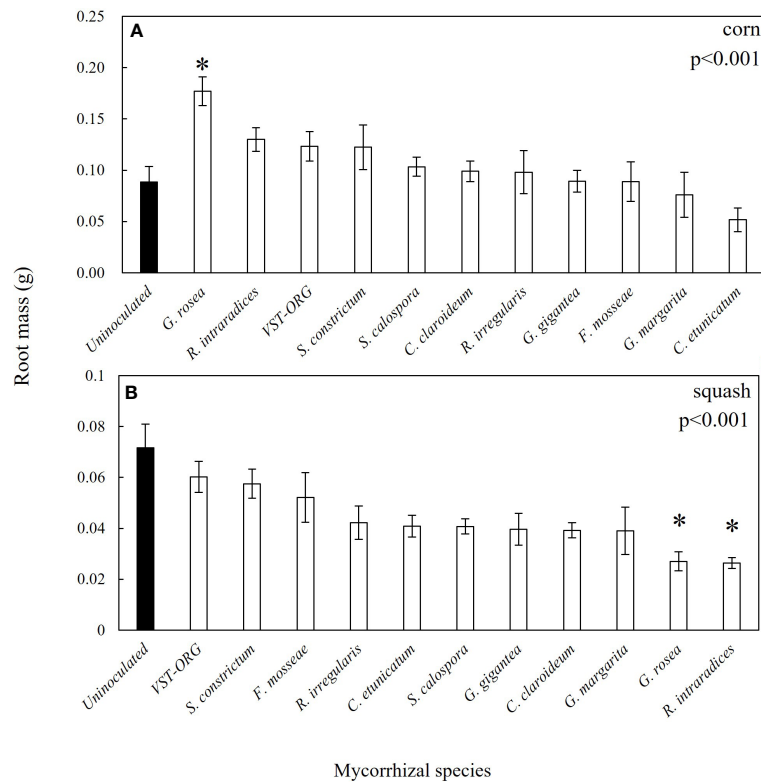 A
corn
p<0.001
*
0.25
0.20
0.15
0.10
0.05
0.00
Uninoculated
G. rosea
R. intraradices
VST-ORG
S. constrictum
S. calospora
C. claroideum
R. irregularis
G. gigantea
F. mosseae
G. margarita
C. etunicatum
Root mass (g)
B
squash
p<0.001
*
*
0.1
0.08
0.06
0.04
0.02
0
Uninoculated
VST-ORG
S. constrictum
F. mosseae
R. irregularis
C. etunicatum
S. calospora
G. gigantea
C. claroideum
G. margarita
G. rosea
R. intraradices
Mycorrhizal species